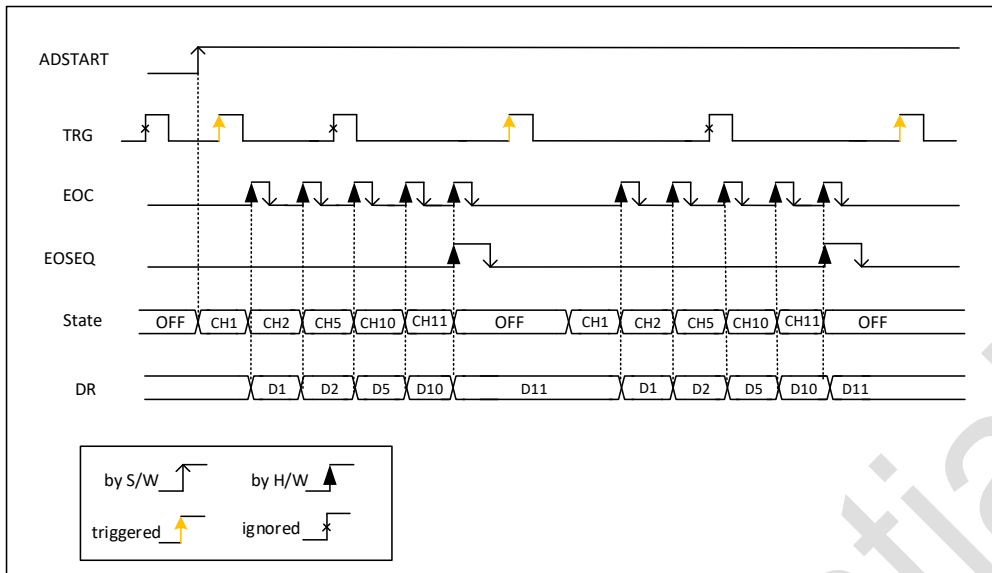 ADSTART
TRG
EOC
EOSEQ
State OFF CH1 CH2 CH5 CH10 CH11 OFF CH1 CH2 CH5 CH10 CH11 OFF
DR D1 D2 D5 D10 D11 D1 D2 D5 D10 D11
by S/W by H/W
triggered ignored